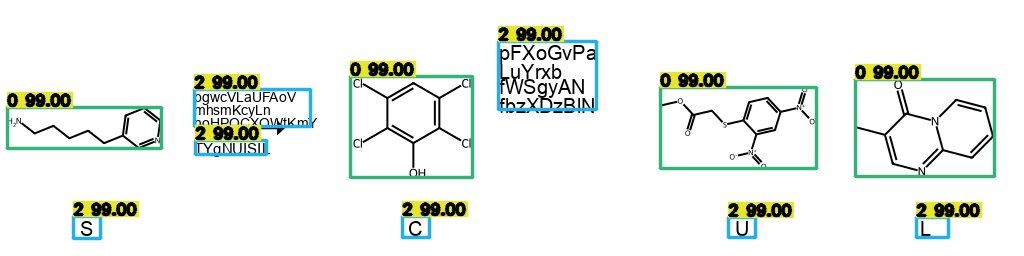 0 99.00
2 99.00
2 99.00
0 99.00
2 99.00
0 99.00
0 99.00
H₂N
N
pgwcVLaUFAoV
mhsmKcyLn
TYgNUISIL
Cl
Cl
Cl
Cl
OH
pFXoGvPa
LuYrxb
fWSgyAN
fbzXDzBIN
O
O
S
N⁺
O⁻
O
N⁺
O⁻
O
O
N
N
2 99.00
2 99.00
2 99.00
2 99.00
S
C
U
L